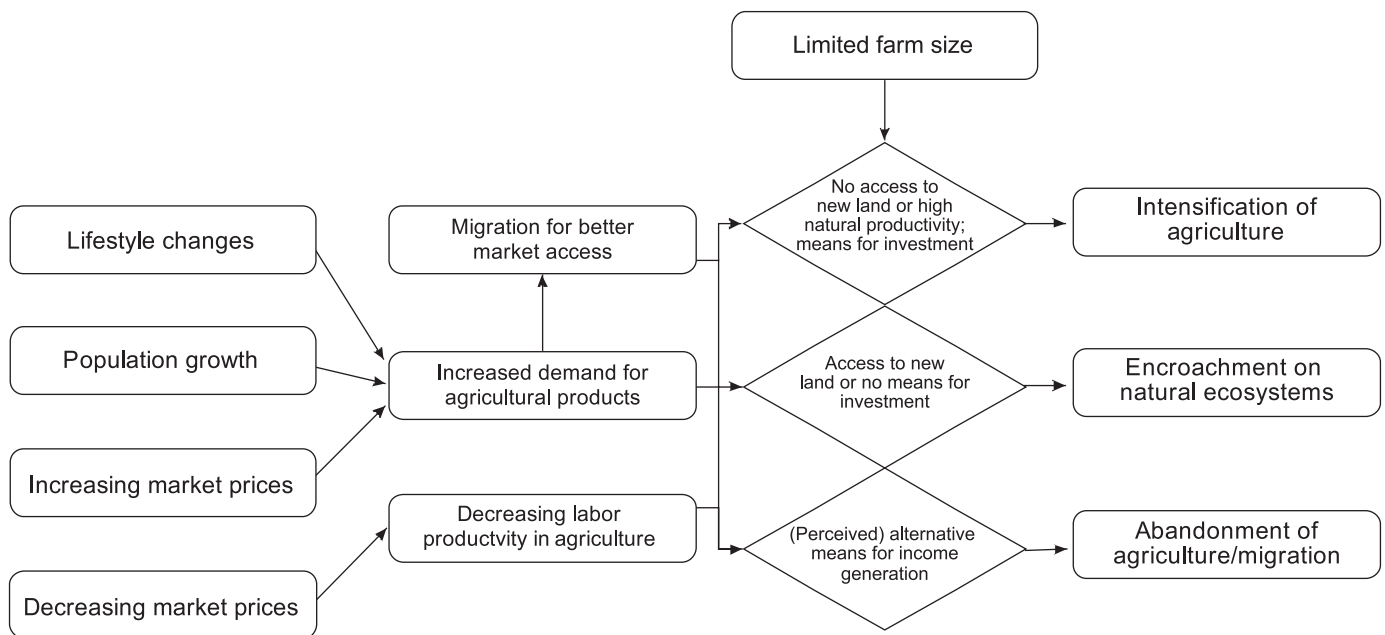 Limited farm size
No access to
new land or high
natural productivity;
means for investment
Intensification of
agriculture
Lifestyle changes
Migration for better
market access
Population growth
Increased demand for
agricultural products
Access to new
land or no means for
investment
Encroachment on
natural ecosystems
Increasing market prices
Decreasing labor
productvity in agriculture
(Perceived) alternative
means for income
generation
Abandonment of
agriculture/migration
Decreasing market prices